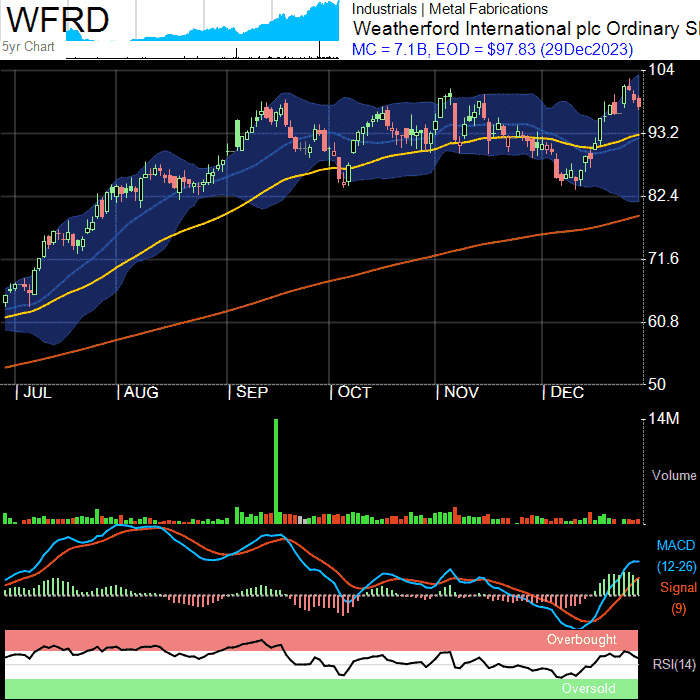 WFRD
5yr Chart
Industrials | Metal Fabrications
Weatherford International plc Ordinary S
MC = 7.1B, EOD = $97.83 (29Dec2023)
104
93.2
82.4
71.6
60.8
50
| JUL | AUG | SEP | OCT | NOV | DEC
14M
Volume
MACD
(12-26)
Signal
(9)
Overbought
RSI(14)
Oversold